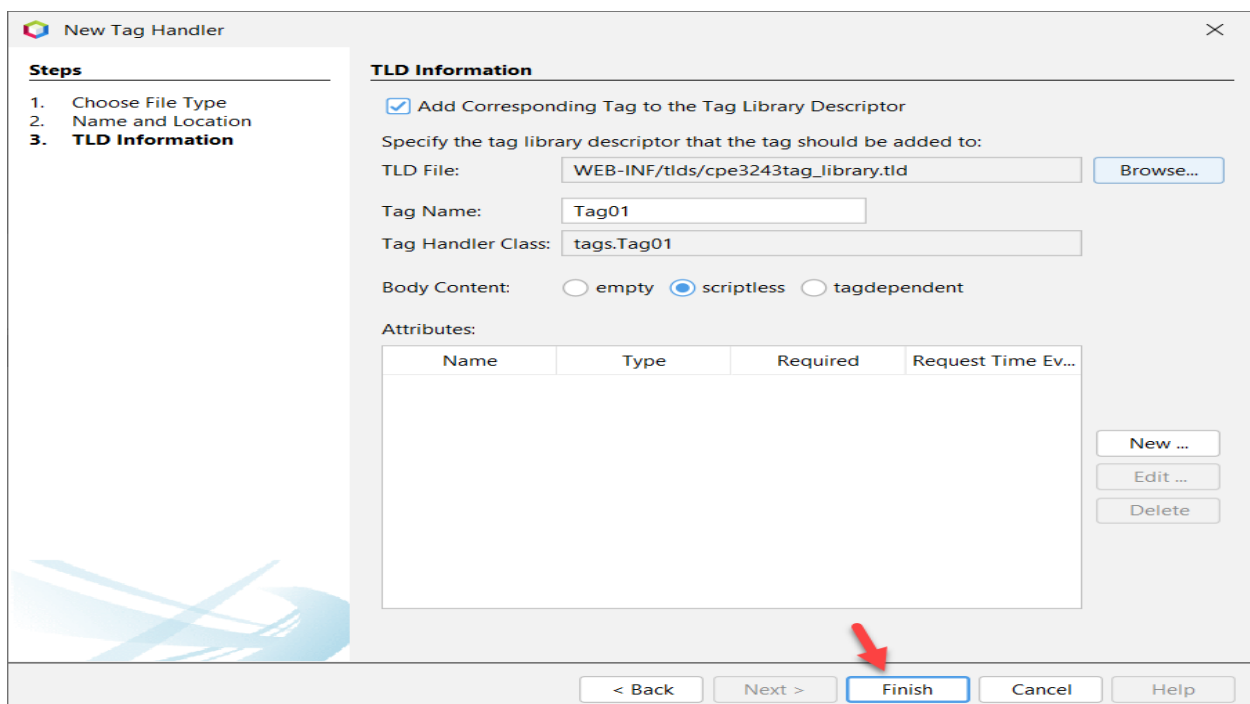 New Tag Handler
Steps
1. Choose File Type
2. Name and Location
3. TLD Information
TLD Information
Add Corresponding Tag to the Tag Library Descriptor
Specify the tag library descriptor that the tag should be added to:
TLD File: WEB-INF/tlds/cpe3243tag_library.tld Browse...
Tag Name: Tag01
Tag Handler Class: tags.Tag01
Body Content: empty scriptless tagdependent
Attributes:
Name Type Required Request Time Ev...
New ...
Edit ...
Delete
< Back Next > Finish Cancel Help